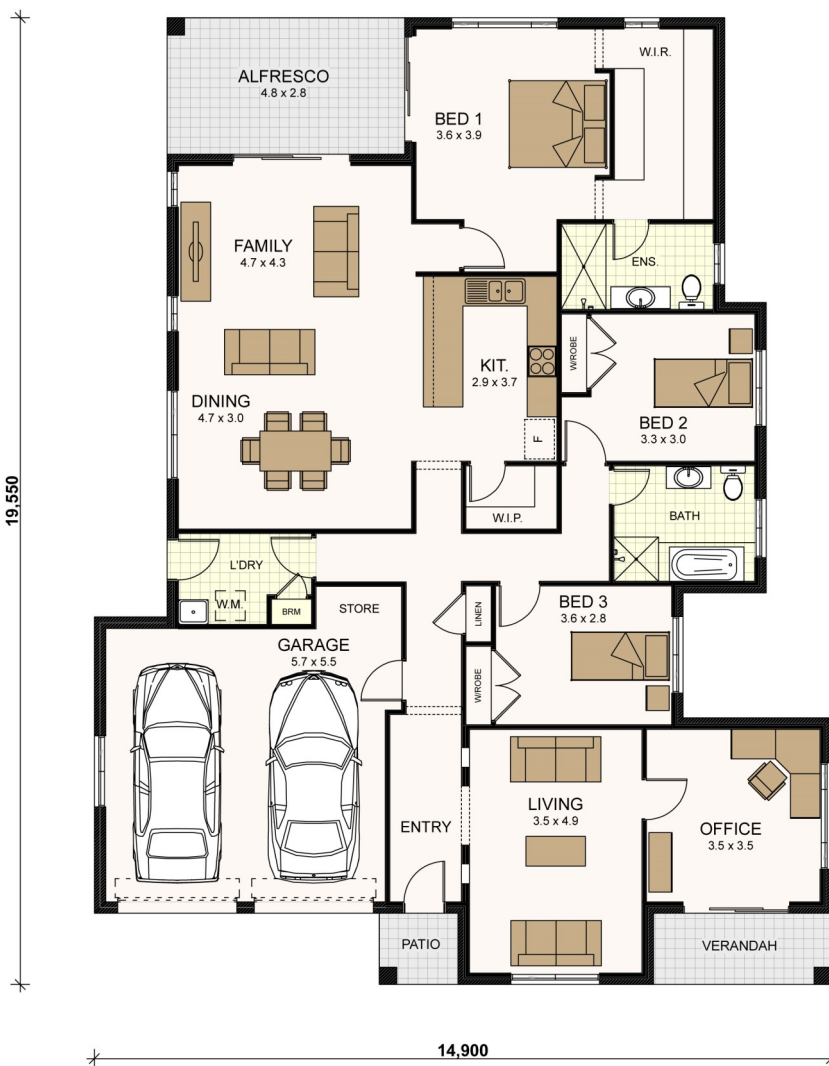 ALFRESCO
4.8 x 2.8
BED 1
3.6 x 3.9
W.I.R.
FAMILY
4.7 x 4.3
ENS.
KIT.
2.9 x 3.7
W/ROBE
DINING
4.7 x 3.0
BED 2
3.3 x 3.0
F
19,550
W.I.P.
BATH
L'DRY
W.M.
BRM
STORE
LINEN
BED 3
3.6 x 2.8
GARAGE
5.7 x 5.5
W/ROBE
LIVING
3.5 x 4.9
ENTRY
OFFICE
3.5 x 3.5
PATIO
VERANDAH
14,900